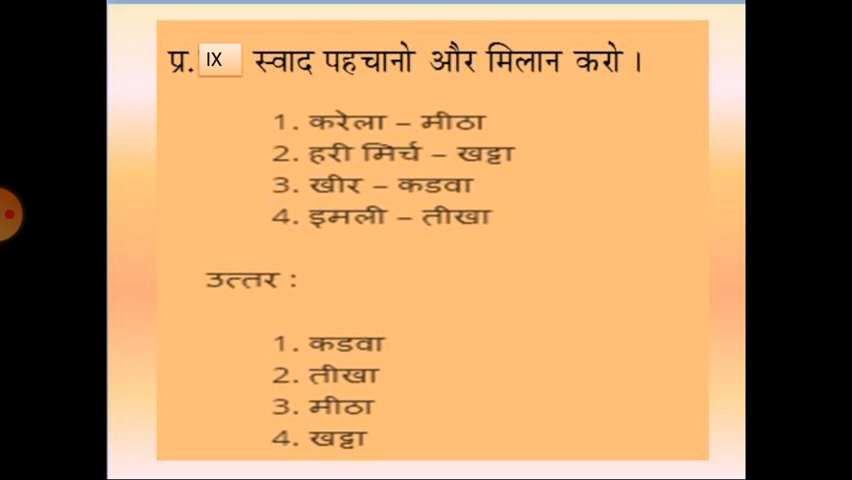 प्र. IX स्वाद पहचानो और मिलान करो ।
1. करेला – मीठा
2. हरी मिर्च – खट्टा
3. खीर – कडवा
4. इमली – तीखा
उत्तर :
1. कडवा
2. तीखा
3. मीठा
4. खट्टा